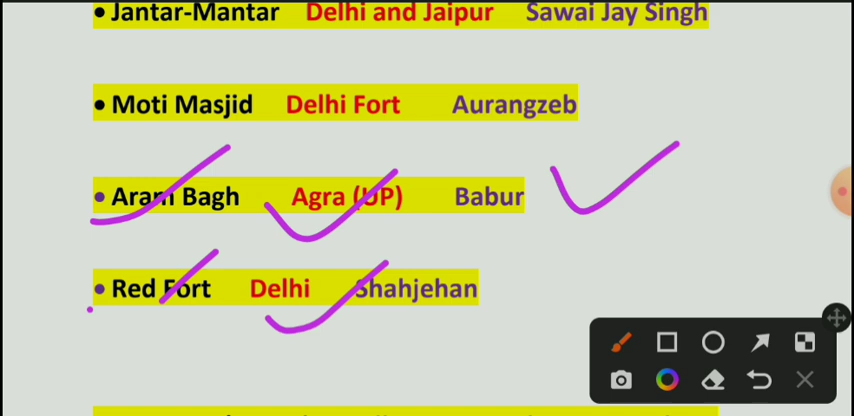 • Jantar-Mantar Delhi and Jaipur Sawai Jay Singh
• Moti Masjid Delhi Fort Aurangzeb
• Aram Bagh Agra (UP) Babur
• Red Fort Delhi Shahjehan